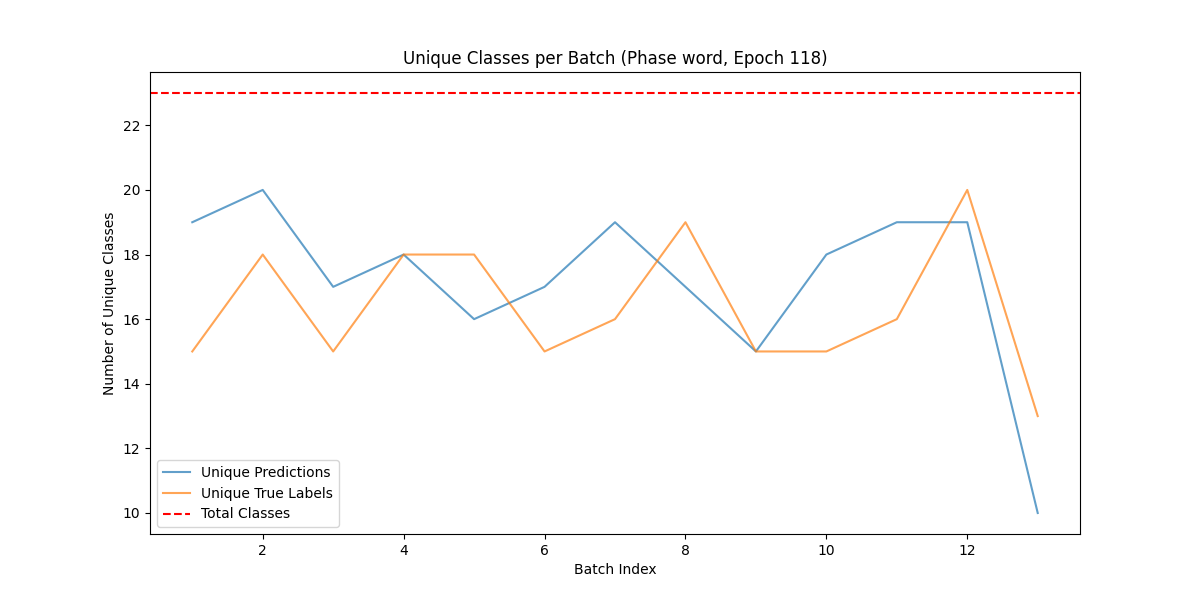 Unique Classes per Batch (Phase word, Epoch 118)
Number of Unique Classes
22
20
18
16
14
12
10
Unique Predictions
Unique True Labels
Total Classes
2 4 6 8 10 12
Batch Index